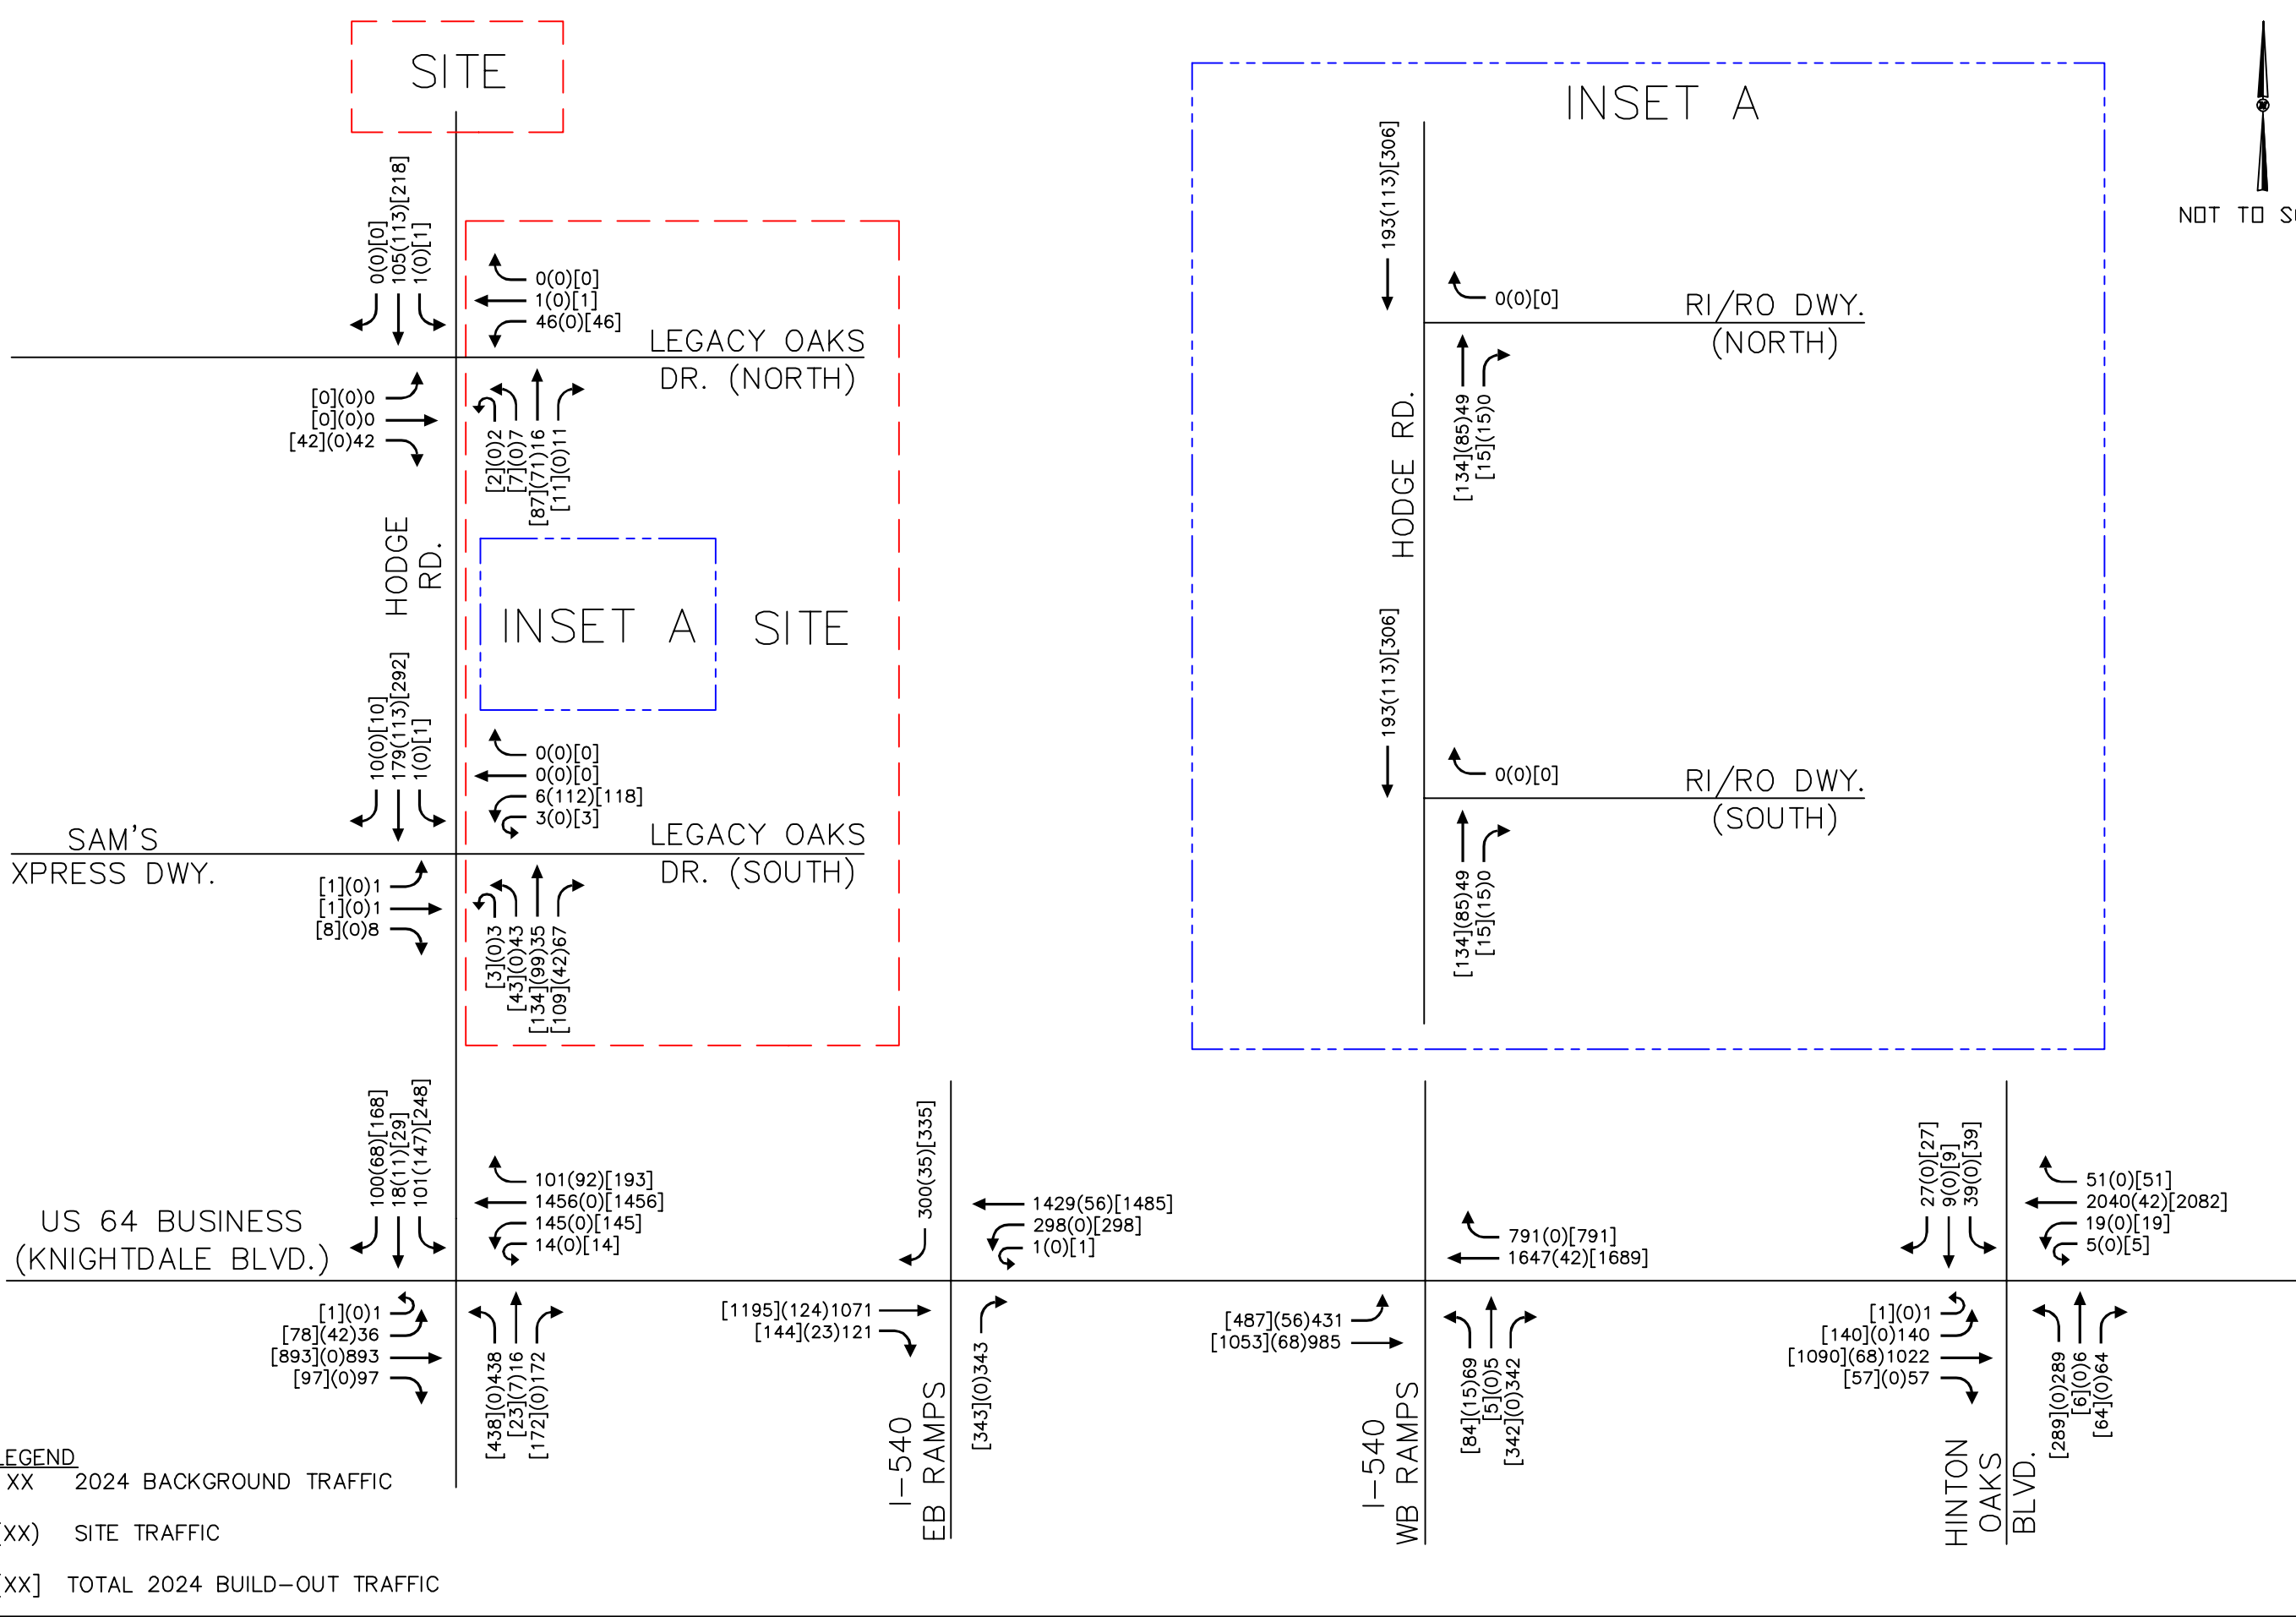 SITE
INSET A
NOT TO
0(0)[0]
105(113)[218]
1(0)[1]
0(0)[0]
1(0)[1]
46(0)[46]
LEGACY OAKS
DR. (NORTH)
[0](0)0
[0](0)0
[42](0)42
[2](0)2
[7](0)7
[87](71)16
[11](0)11
HODGE
RD.
INSET A
SITE
10(0)[10]
179(113)[292]
1(0)[1]
0(0)[0]
0(0)[0]
6(112)[118]
3(0)[3]
SAM'S
XPRESS DWY.
LEGACY OAKS
DR. (SOUTH)
[1](0)1
[1](0)1
[8](0)8
[3](0)3
[43](0)43
[134](99)35
[109](42)67
193(113)[306]
0(0)[0]
RI/RO DWY.
(NORTH)
[134](85)49
[15](15)0
HODGE RD.
193(113)[306]
0(0)[0]
RI/RO DWY.
(SOUTH)
[134](85)49
[15](15)0
100(68)[168]
18(11)[29]
101(147)[248]
101(92)[193]
1456(0)[1456]
145(0)[145]
14(0)[14]
US 64 BUSINESS
(KNIGHTDALE BLVD.)
[1](0)1
[78](42)36
[893](0)893
[97](0)97
[438](0)438
[23](7)16
[172](0)172
300(35)[335]
1429(56)[1485]
298(0)[298]
1(0)[1]
[1195](124)1071
[144](23)121
[343](0)343
I-540
EB RAMPS
791(0)[791]
1647(42)[1689]
[487](56)431
[1053](68)985
[84](15)69
[5](0)5
[342](0)342
I-540
WB RAMPS
27(0)[27]
9(0)[9]
39(0)[39]
51(0)[51]
2040(42)[2082]
19(0)[19]
5(0)[5]
[1](0)1
[140](0)140
[1090](68)1022
[57](0)57
[289](0)289
[6](0)6
[64](0)64
HINTON
OAKS
BLVD.
LEGEND
XX 2024 BACKGROUND TRAFFIC
XX) SITE TRAFFIC
XX] TOTAL 2024 BUILD-OUT TRAFFIC